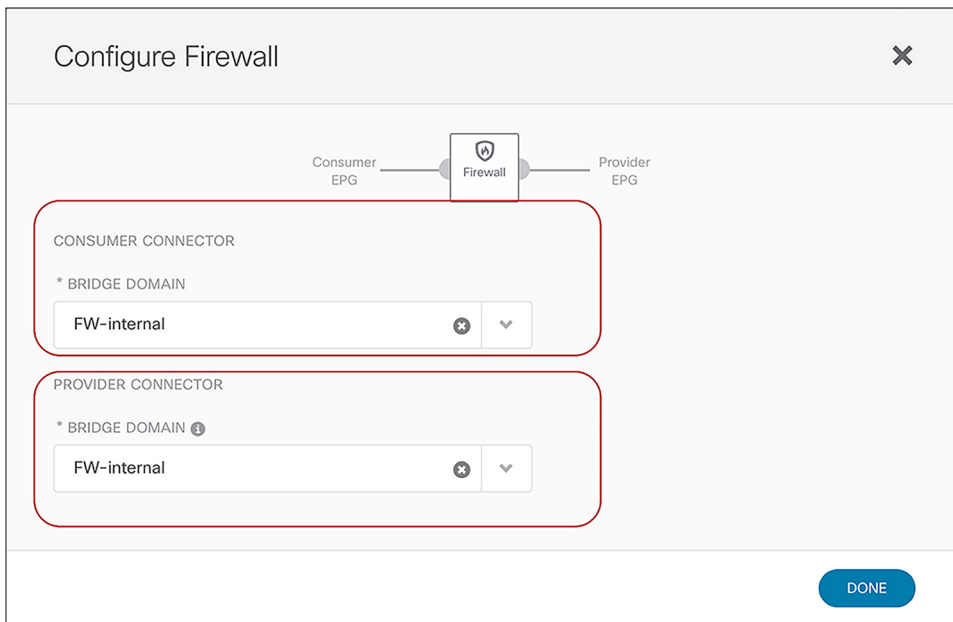 Configure Firewall
Consumer
EPG
Firewall
Provider
EPG
CONSUMER CONNECTOR
* BRIDGE DOMAIN
FW-internal
PROVIDER CONNECTOR
* BRIDGE DOMAIN
FW-internal
DONE